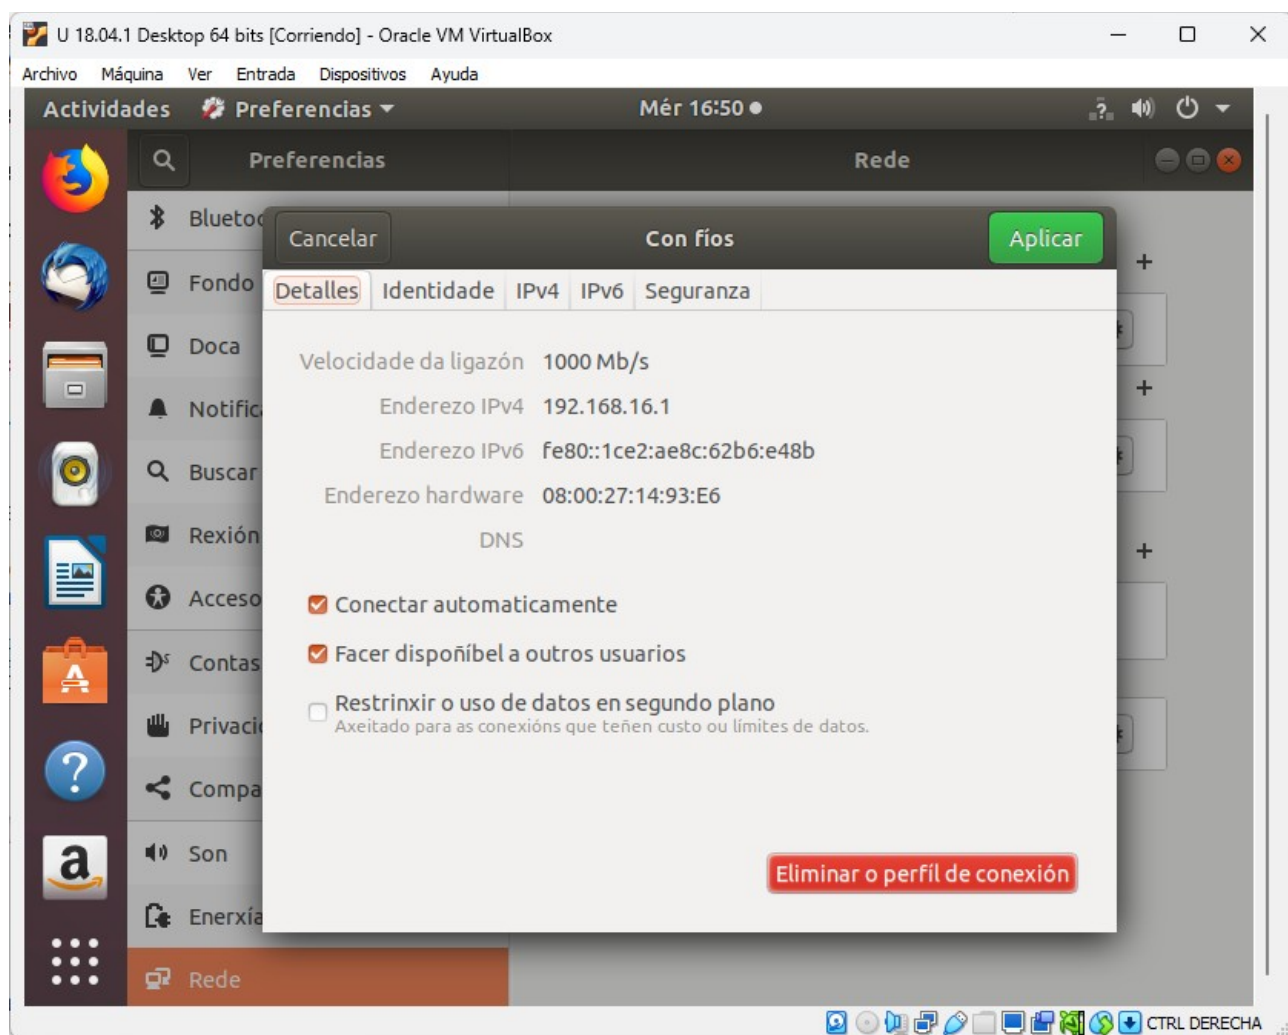 U 18.04.1 Desktop 64 bits [Corriendo] - Oracle VM VirtualBox
Archivo Máquina Ver Entrada Dispositivos Ayuda
Actividades Preferencias Mér 16:50
Preferencias Rede
Cancelar Con fíos Aplicar
Detalles Identidade IPv4 IPv6 Seguranza
Fondo
Doca
Buscar
Rexión
Acceso
Contas
Son
Enerxía
Rede
Velocidade da ligazón 1000 Mb/s
Enderezo IPv4 192.168.16.1
Enderezo IPv6 fe80::1ce2:ae8c:62b6:e48b
Enderezo hardware 08:00:27:14:93:E6
DNS
Conectar automaticamente
Facer dispoñíbel a outros usuarios
Restrinxir o uso de datos en segundo plano
Axeitado para as conexións que teñen custo ou límites de datos.
Eliminar o perfíl de conexión
CTRL DERECHA